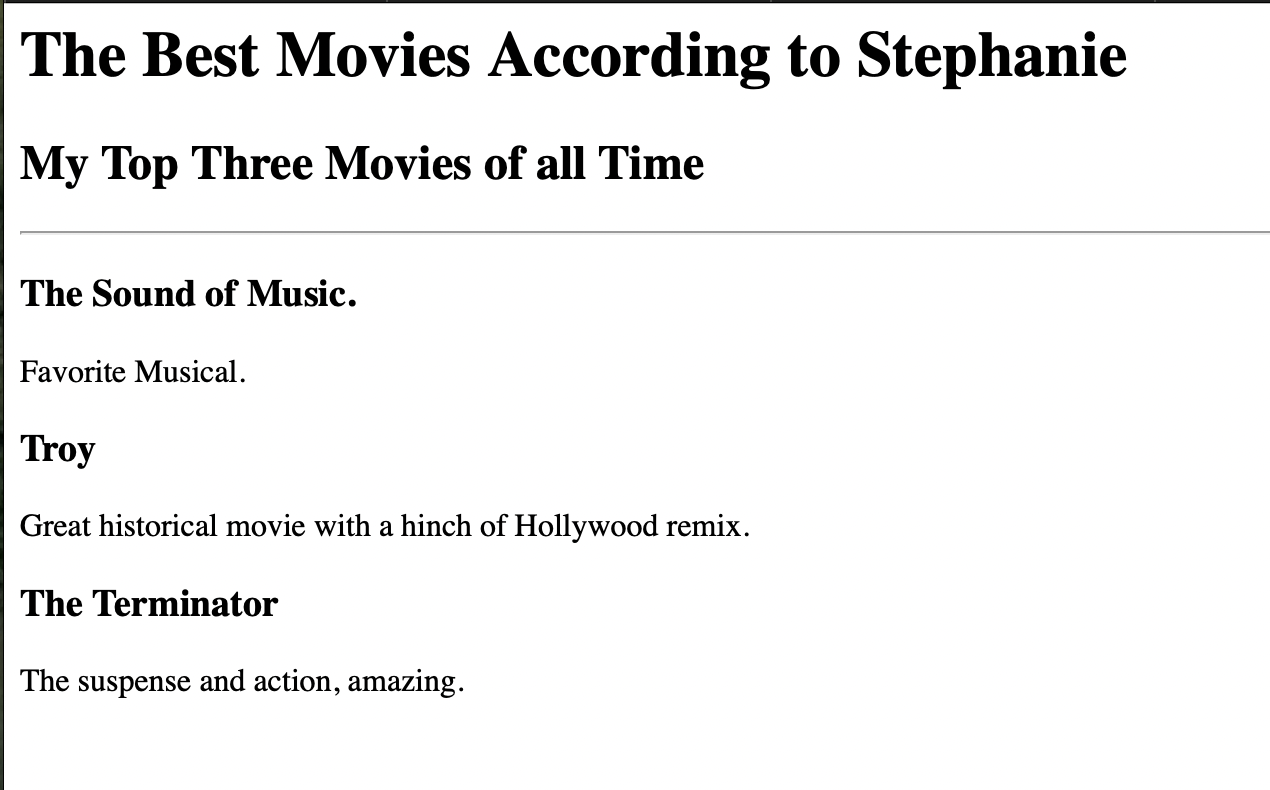 The Best Movies According to Stephanie
My Top Three Movies of all Time
The Sound of Music.
Favorite Musical.
Troy
Great historical movie with a hinch of Hollywood remix.
The Terminator
The suspense and action, amazing.